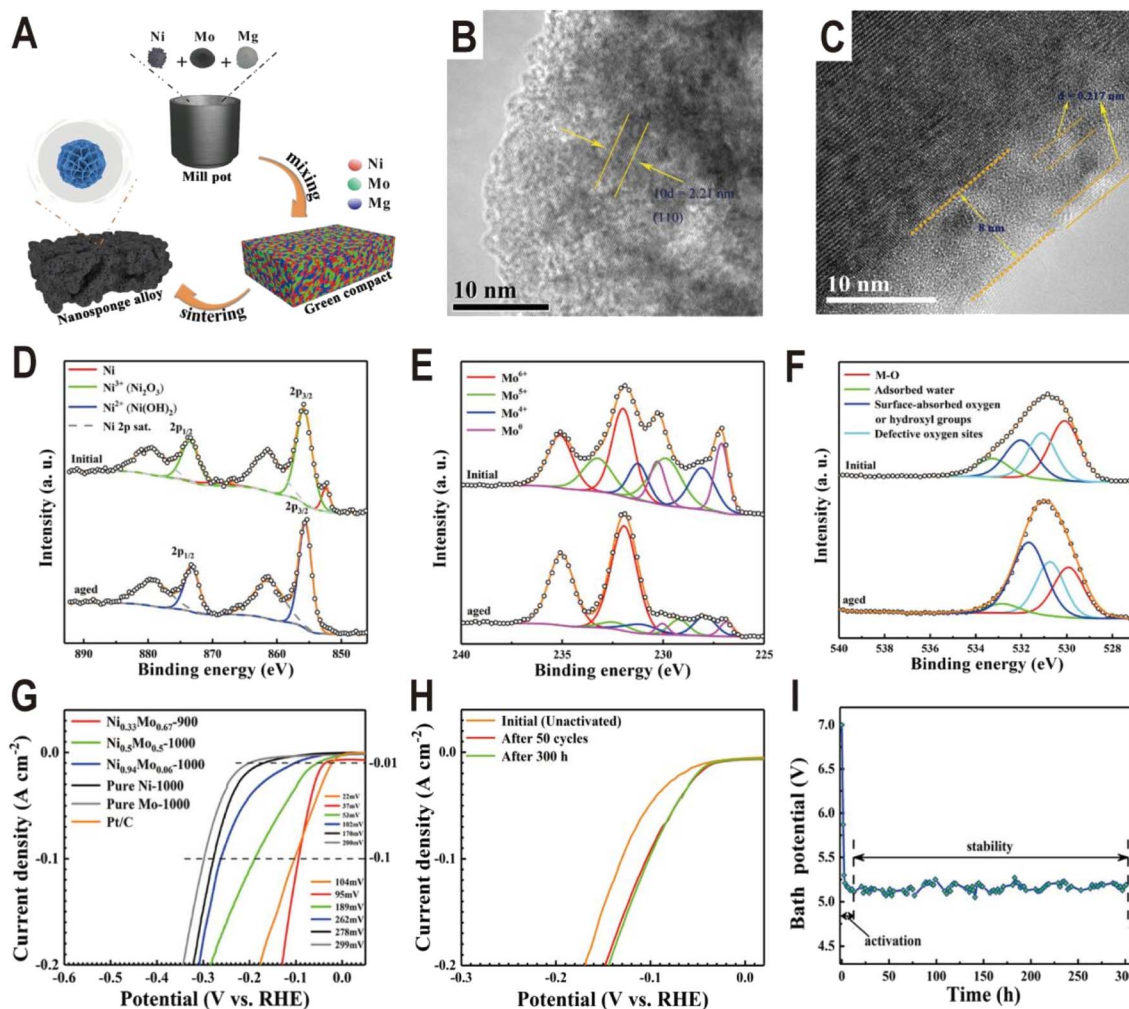 A
Ni Mo Mg
+ +
Mill pot
mixing
Ni
Mo
Mg
Nanosponge alloy
sintering
Green compact
B
10d = 2.21 nm
(110)
10 nm
C
d = 0.217 nm
8 nm
10 nm
D
Ni
Ni³⁺ (Ni₂O₃)
Ni²⁺ (Ni(OH)₂)
Ni 2p sat.
2p₃/₂
2p₁/₂
Initial
2p₃/₂
2p₁/₂
aged
Intensity (a. u.)
890 880 870 860 850
Binding energy (eV)
E
Mo⁶⁺
Mo⁵⁺
Mo⁴⁺
Mo⁰
Initial
aged
Intensity (a. u.)
240 235 230 225
Binding energy (eV)
F
M-O
Adsorbed water
Surface-absorbed oxygen
or hydroxyl groups
Defective oxygen sites
Initial
aged
Intensity (a. u.)
540 538 536 534 532 530 528
Binding energy (eV)
G
Ni₀.₃₃Mo₀.₆₇-900
Ni₀.₅Mo₀.₅-1000
Ni₀.₉₄Mo₀.₀₆-1000
Pure Ni-1000
Pure Mo-1000
Pt/C
-0.01
22mV
37mV
53mV
102mV
170mV
200mV
-0.1
104mV
95mV
189mV
262mV
278mV
299mV
Current density (A cm⁻²)
0.0
-0.1
-0.2
-0.6 -0.5 -0.4 -0.3 -0.2 -0.1 0.0
Potential (V vs. RHE)
H
Initial (Unactivated)
After 50 cycles
After 300 h
Current density (A cm⁻²)
0.0
-0.1
-0.2
-0.3 -0.2 -0.1 0.0
Potential (V vs. RHE)
I
7.0
6.5
6.0
5.5
5.0
4.5
Bath potential (V)
stability
activation
0 50 100 150 200 250
Time (h)